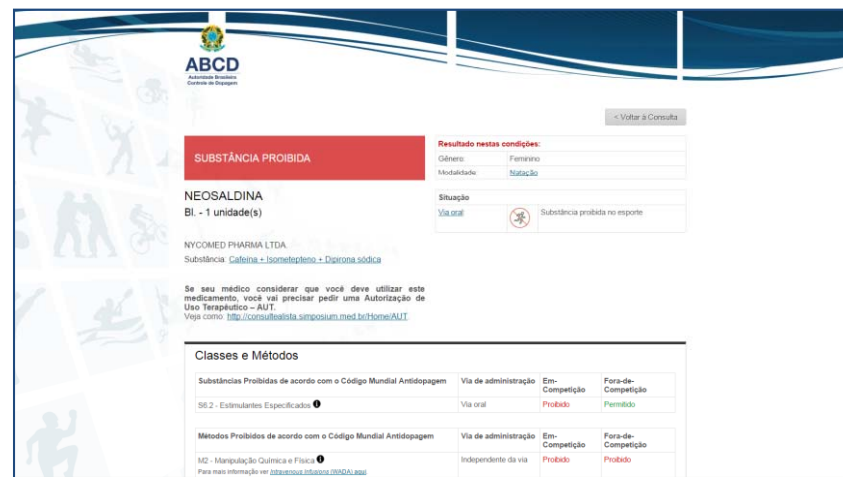 ABCD
Autoridade Brasileira
Controle de Dopagem
< Voltar à Consulta
SUBSTÂNCIA PROIBIDA
Resultado nestas condições:
Gênero: Feminino
Modalidade: Natação
NEOSALDINA
Bl. - 1 unidade(s)
Situação
Via oral Substância proibida no esporte
NYCOMED PHARMA LTDA.
Substância: Cafeína + Isometepteno + Dipirona sódica
Se seu médico considerar que você deve utilizar este
medicamento, você vai precisar pedir uma Autorização de
Uso Terapêutico – AUT.
Veja como: http://consultealista.simposium.med.br/Home/AUT.
Classes e Métodos
Substâncias Proibidas de acordo com o Código Mundial Antidopagem Via de administração Em-Competição Fora-de-Competição
S6.2 - Estimulantes Especificados Via oral Proibido Permitido
Métodos Proibidos de acordo com o Código Mundial Antidopagem Via de administração Em-Competição Fora-de-Competição
M2 - Manipulação Química e Física Independente da via Proibido Proibido
Para mais informação ver Intravenous Infusions (WADA) aqui